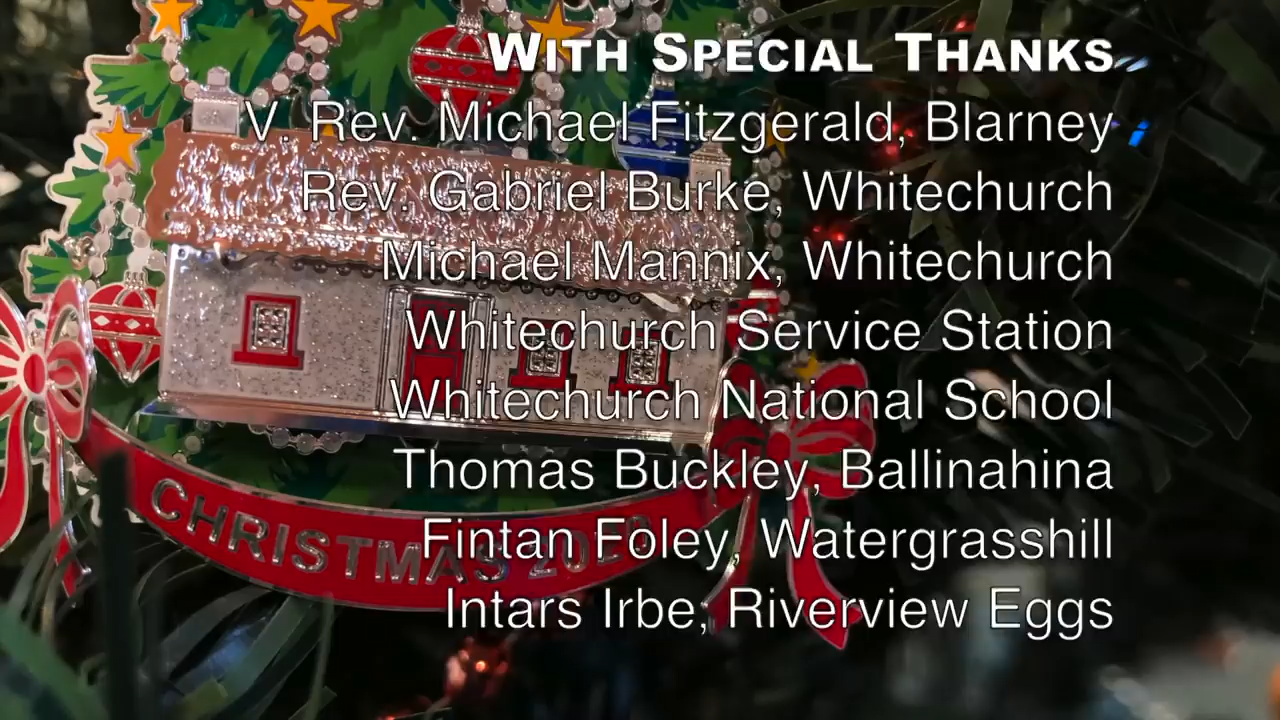 WITH SPECIAL THANKS
V. Rev. Michael Fitzgerald, Blarney
Rev. Gabriel Burke, Whitechurch
Michael Mannix, Whitechurch
Whitechurch Service Station
Whitechurch National School
Thomas Buckley, Ballinahina
Fintan Foley, Watergrasshill
Intars Irbe, Riverview Eggs
CHRISTMAS